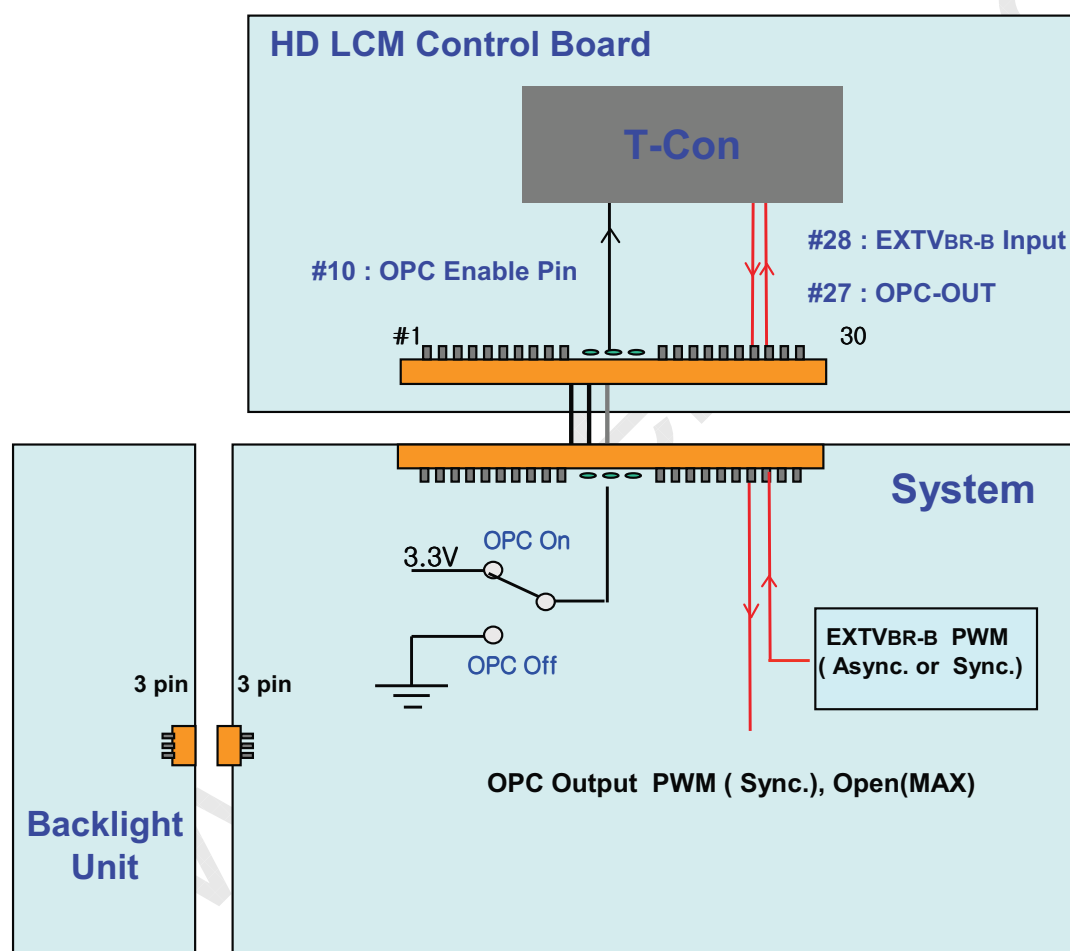 HD LCM Control Board
T-Con
#28 : EXTVBR-B Input
#10 : OPC Enable Pin
#27 : OPC-OUT
#1
30
System
OPC On
3.3V
EXTVBR-B PWM
( Async. or Sync.)
OPC Off
3 pin
3 pin
OPC Output PWM ( Sync.), Open(MAX)
Backlight
Unit